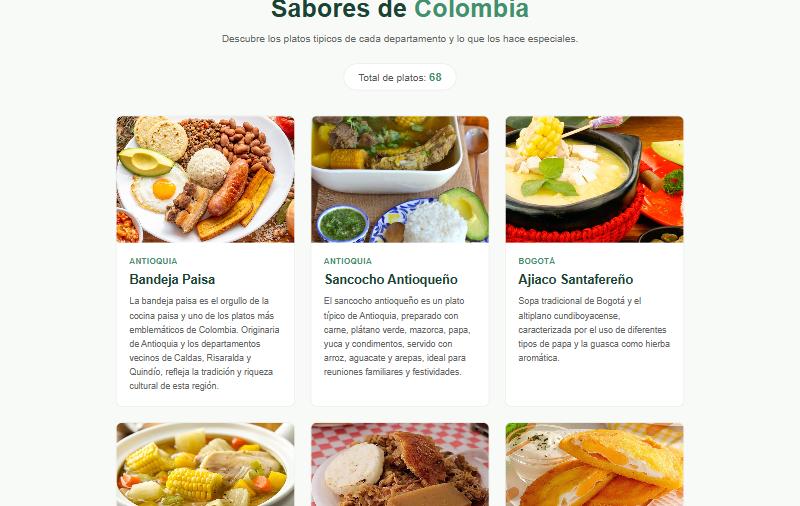 Sabores de Colombia
Descubre los platos tipicos de cada departamento y lo que los hace especiales.
Total de platos: 68
ANTIOQUIA
Bandeja Paisa
La bandeja paisa es el orgullo de la
cocina paisa y uno de los platos más
emblemáticos de Colombia. Originaria
de Antioquia y los departamentos
vecinos de Caldas, Risaralda y
Quindío, refleja la tradición y riqueza
cultural de esta región.
ANTIOQUIA
Sancocho Antioqueño
El sancocho antioqueño es un plato
típico de Antioquia, preparado con
carne, plátano verde, mazorca, papa,
yuca y condimentos, servido con
arroz, aguacate y arepas, ideal para
reuniones familiares y festividades.
BOGOTÁ
Ajiaco Santafereño
Sopa tradicional de Bogotá y el
altiplano cundiboyacense,
caracterizada por el uso de diferentes
tipos de papa y la guasca como hierba
aromática.